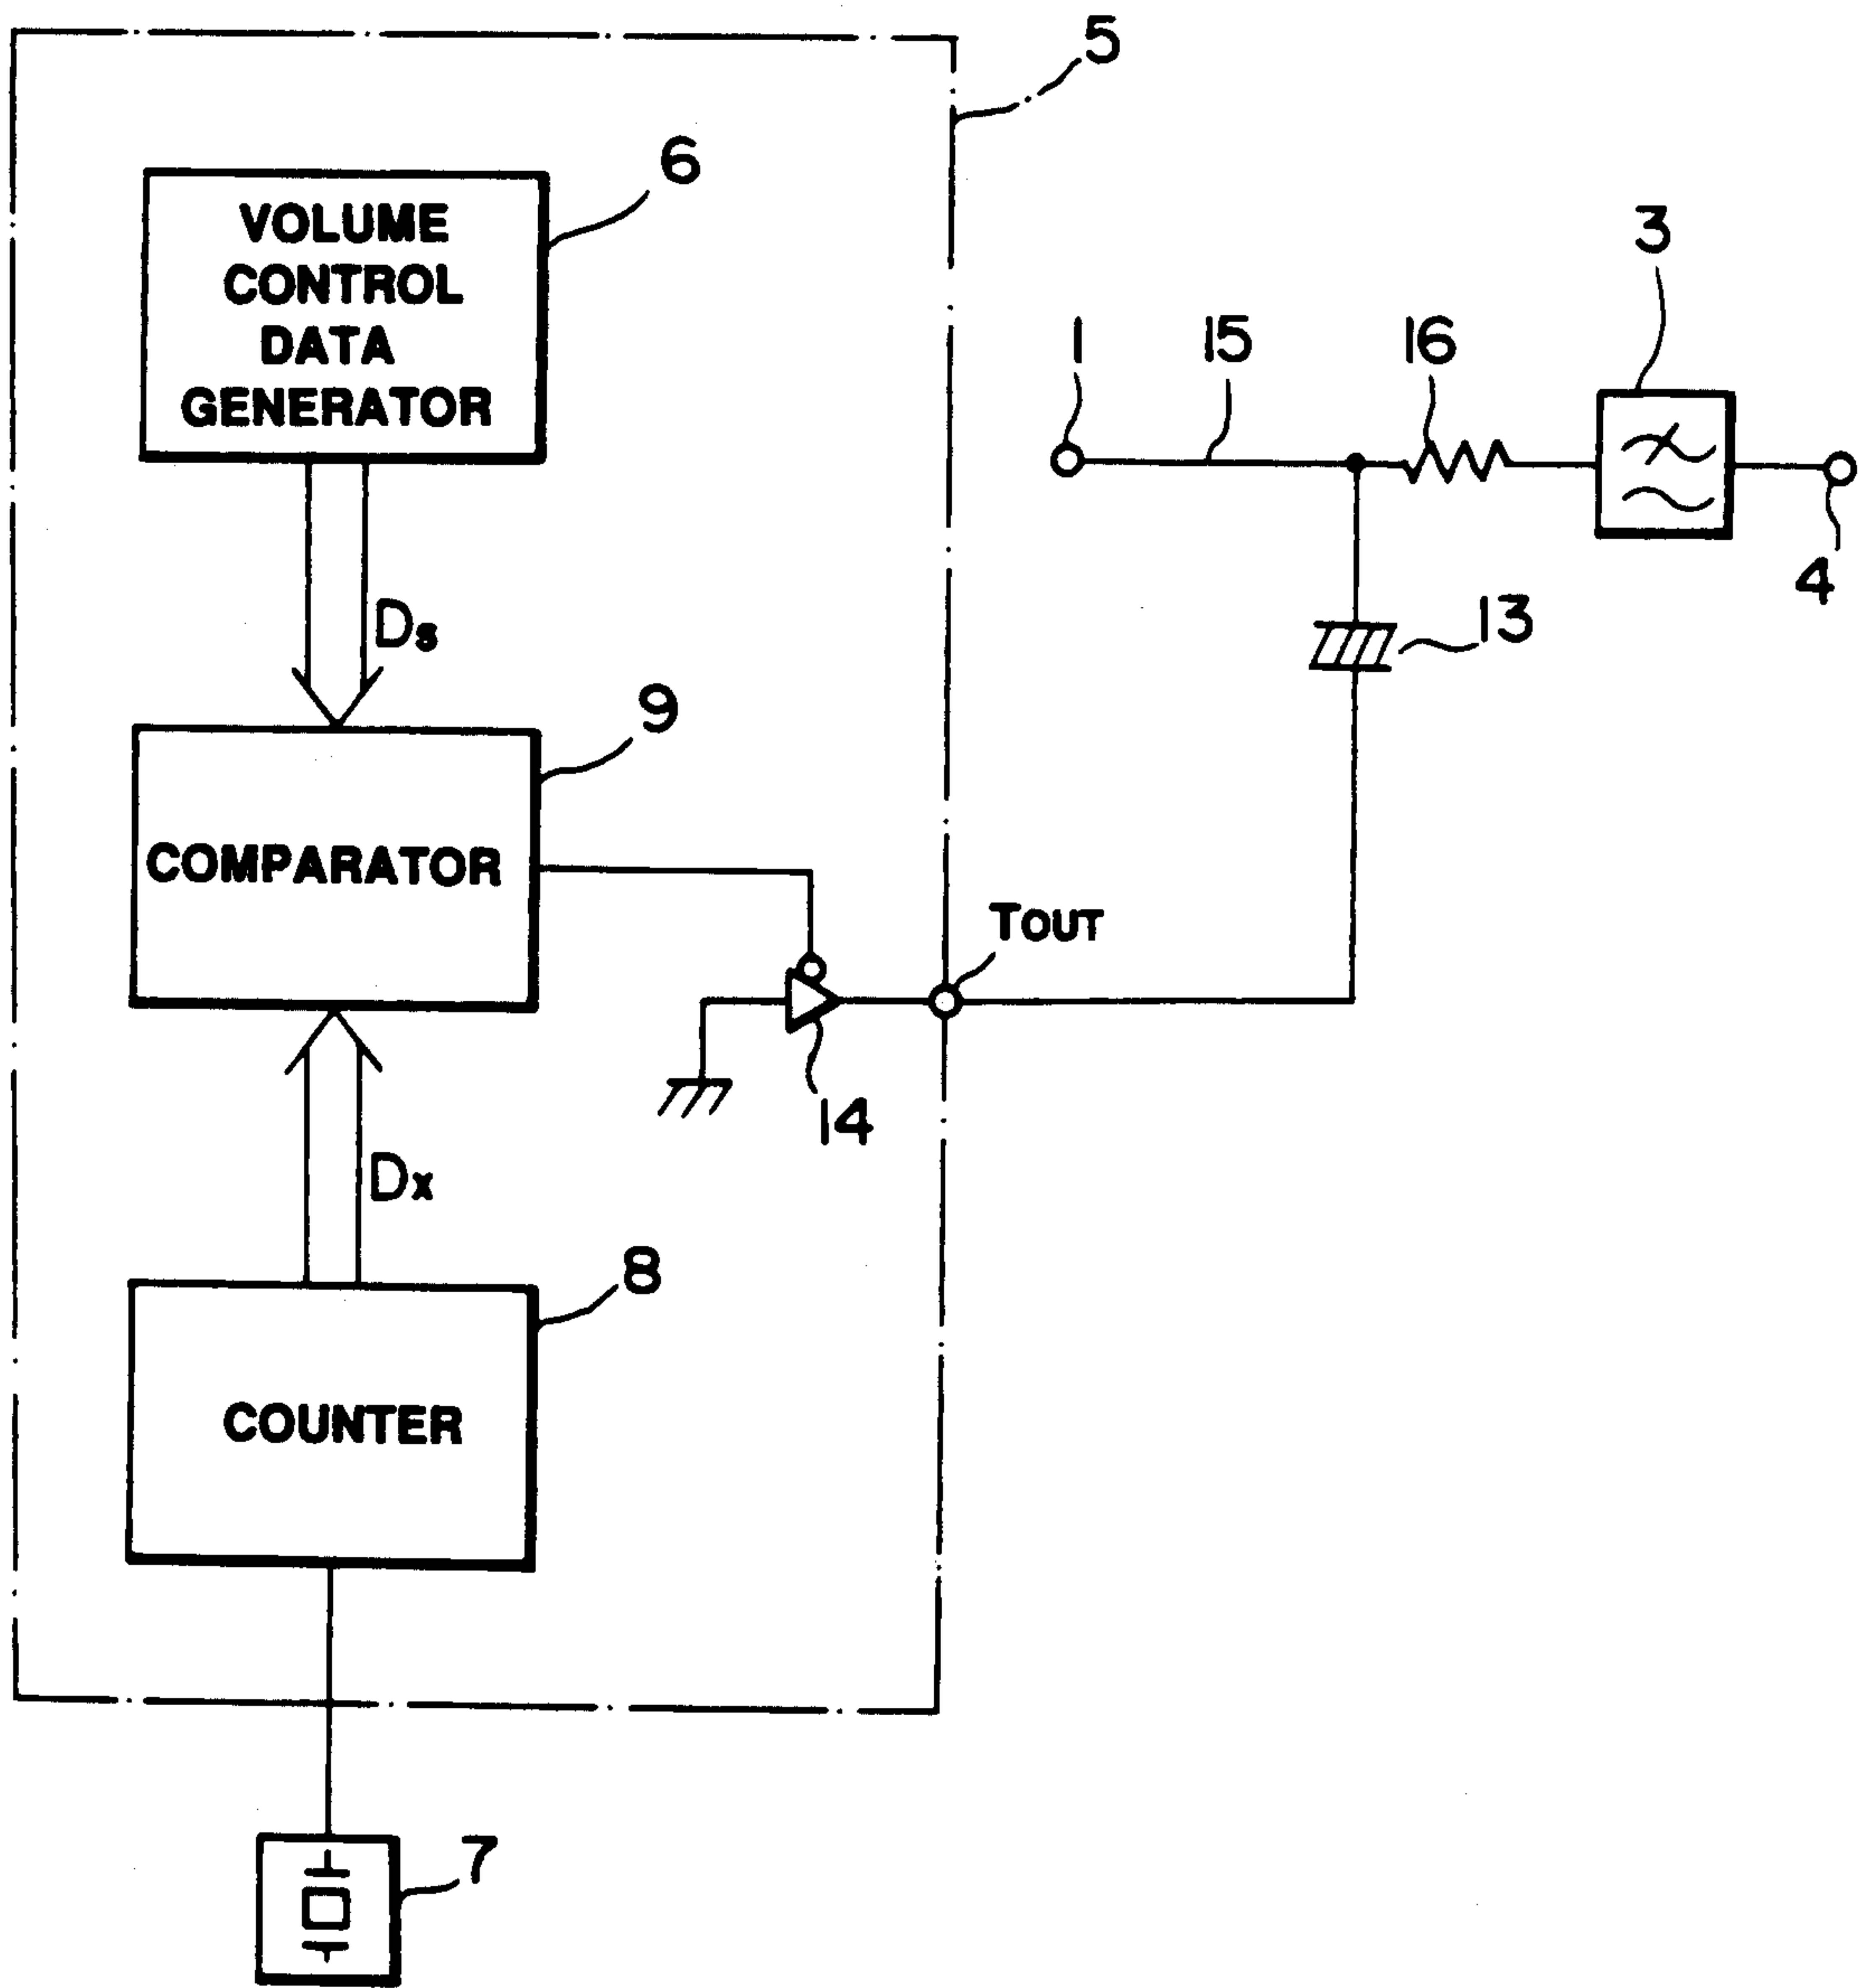 5
6
VOLUME
CONTROL
DATA
GENERATOR
3
1
15
16
4
Ds
13
9
COMPARATOR
TOUT
14
Dx
8
COUNTER
7